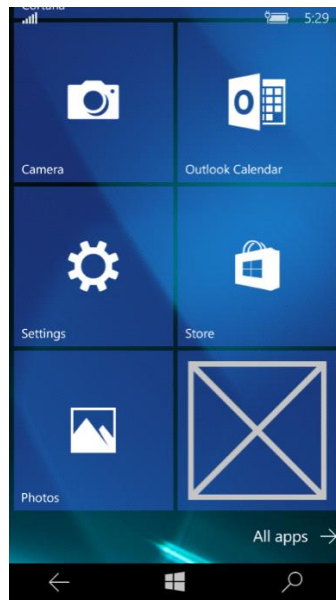 Cortana
5:29
Camera
Outlook Calendar
Settings
Store
Photos
All apps